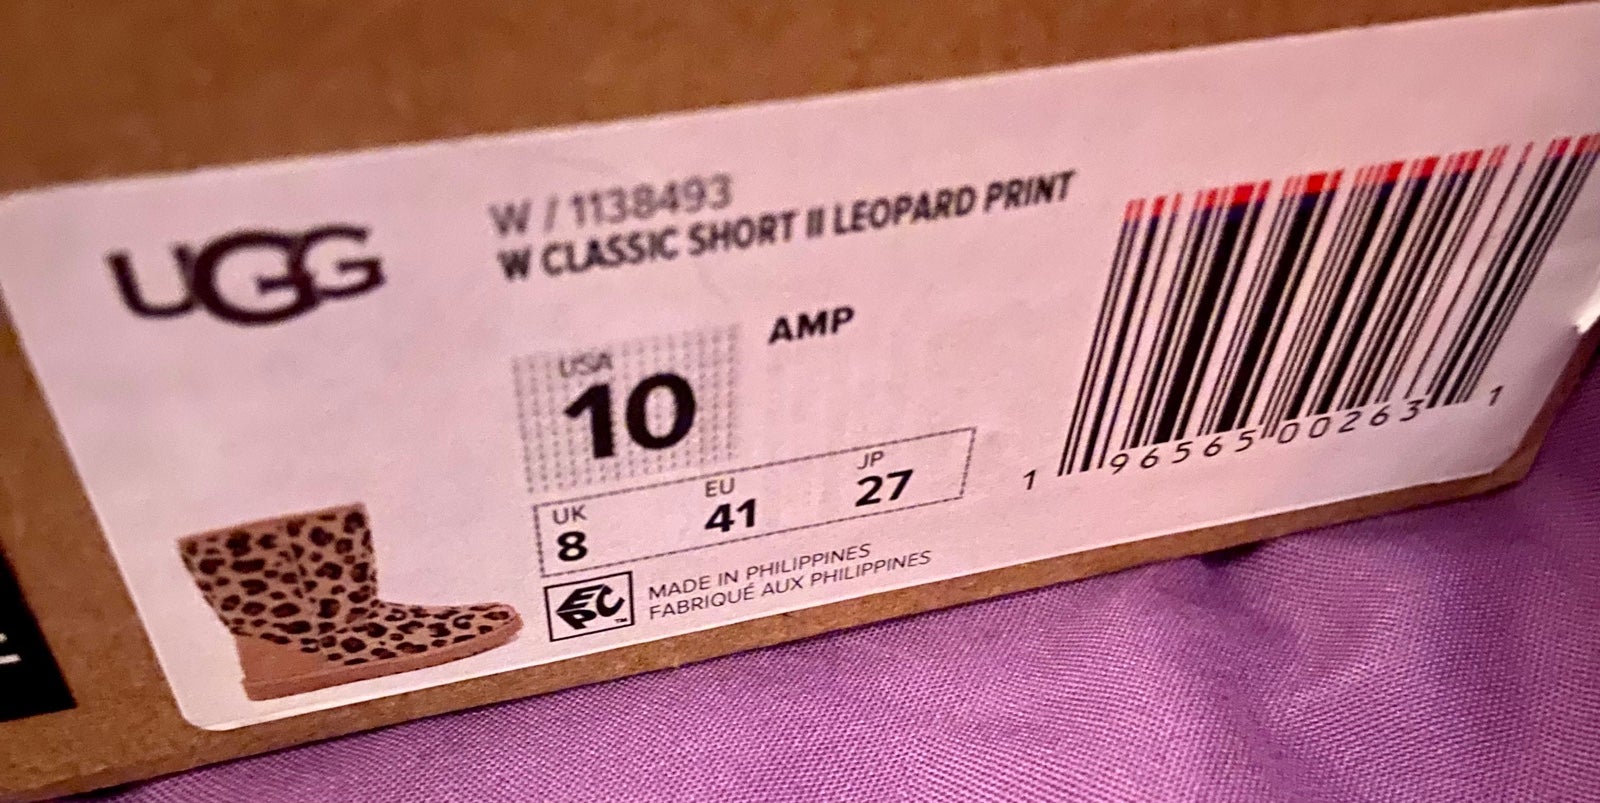 UGG
W / 1138493
W CLASSIC SHORT II LEOPARD PRINT
AMP
USA
10
UK EU JP
8 41 27
EPC™
MADE IN PHILIPPINES
FABRIQUÉ AUX PHILIPPINES
1 96565 00263 1